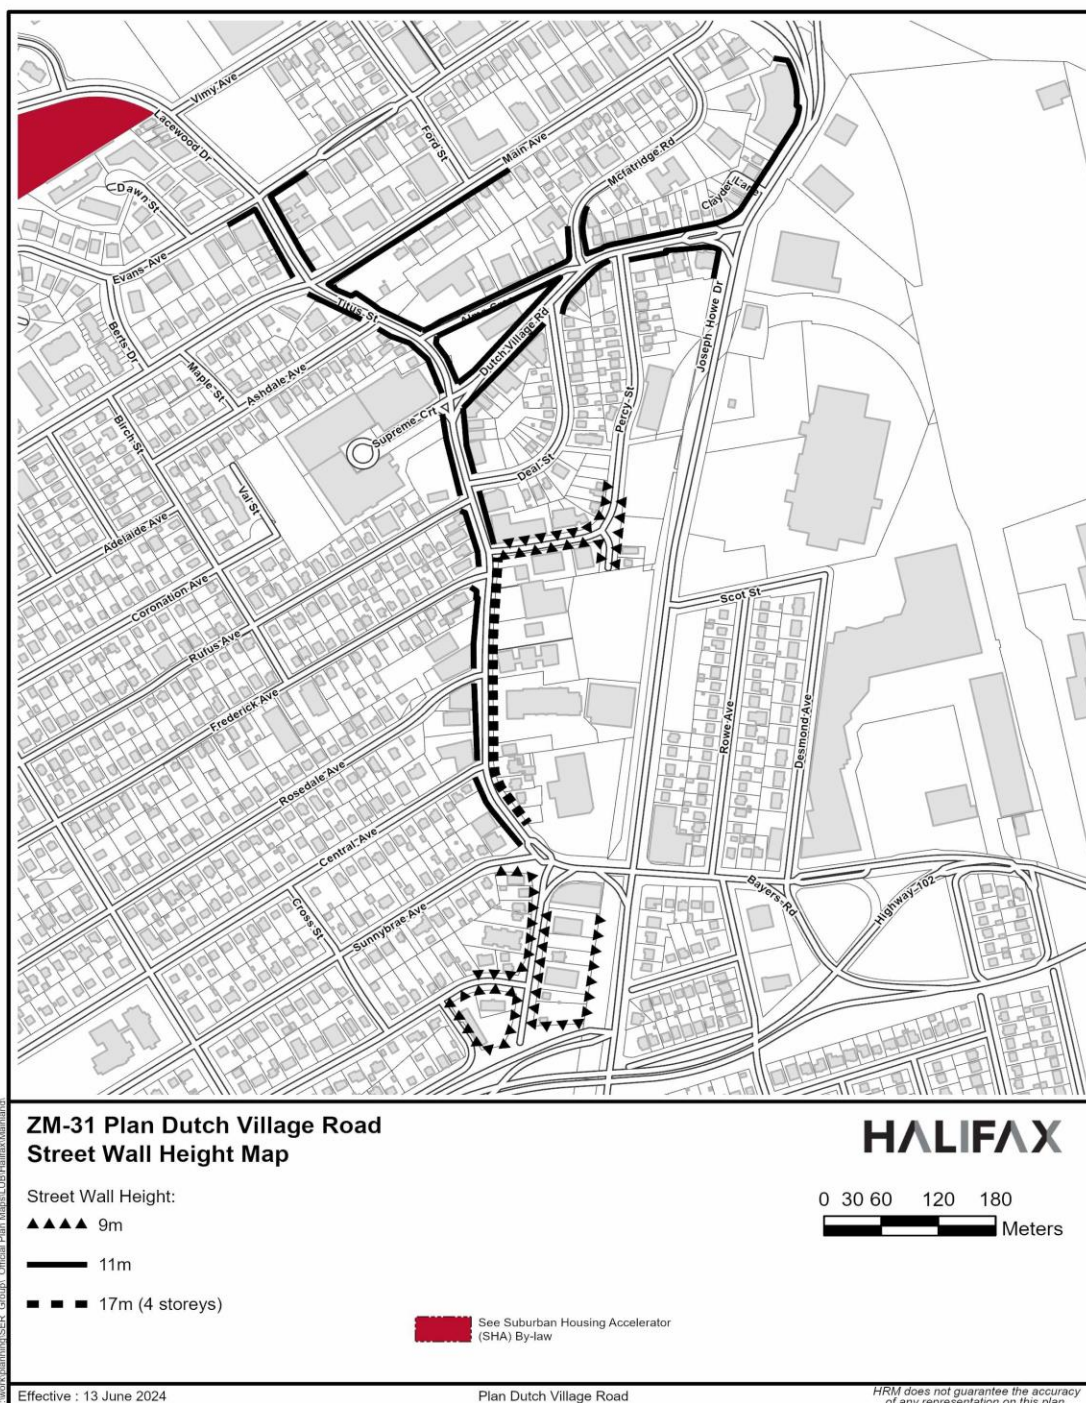 Vimy Ave
Lacewood Dr
Ford St
Main Ave
Mcfatridge Rd
Clayden Lane
Dawn St
Evans Ave
Titus St
Dutch Village Rd
Joseph Howe Dr
Berts Dr
Maple St
Ashdale Ave
Supreme Crt
Percy St
Birch St
Deal St
Val St
Adelaide Ave
Coronation Ave
Scot St
Rufus Ave
Frederick Ave
Rowe Ave
Desmond Ave
Rosedale Ave
Central Ave
Bayers Rd
Highway 102
Cross St
Sunnybrae Ave
ZM-31 Plan Dutch Village Road
Street Wall Height Map
HALIFAX
Street Wall Height:
9m
11m
17m (4 storeys)
0 30 60 120 180
Meters
See Suburban Housing Accelerator
(SHA) By-law
Effective : 13 June 2024
Plan Dutch Village Road
HRM does not guarantee the accuracy
of any representation on this plan